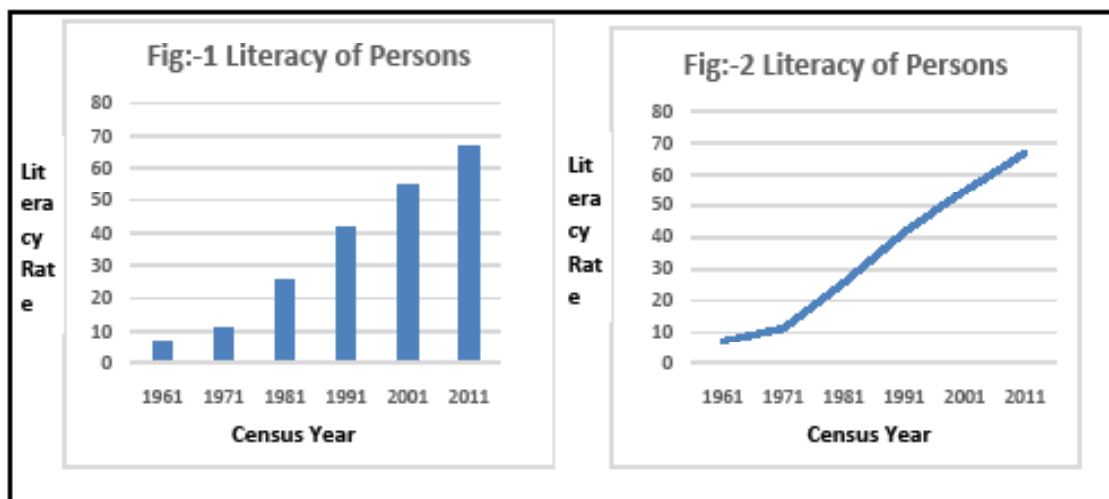 Fig:-1 Literacy of Persons
80
70
60
50
40
30
20
10
0
Lit
era
cy
Rat
e
1961 1971 1981 1991 2001 2011
Census Year
Fig:-2 Literacy of Persons
80
70
60
50
40
30
20
10
0
Lit
era
cy
Rat
e
1961 1971 1981 1991 2001 2011
Census Year